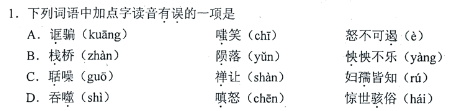 1．下列词语中加点字读音有误的一项是
A．诓骗（kuāng） 嗤笑（chī） 怒不可遏（è）
B．栈桥（zhàn） 陨落（yǔn） 怏怏不乐（yàng）
C．聒噪（guō） 禅让（shàn） 妇孺皆知（rú）
D．吞噬（shì） 嗔怒（chēn） 惊世骇俗（hái）